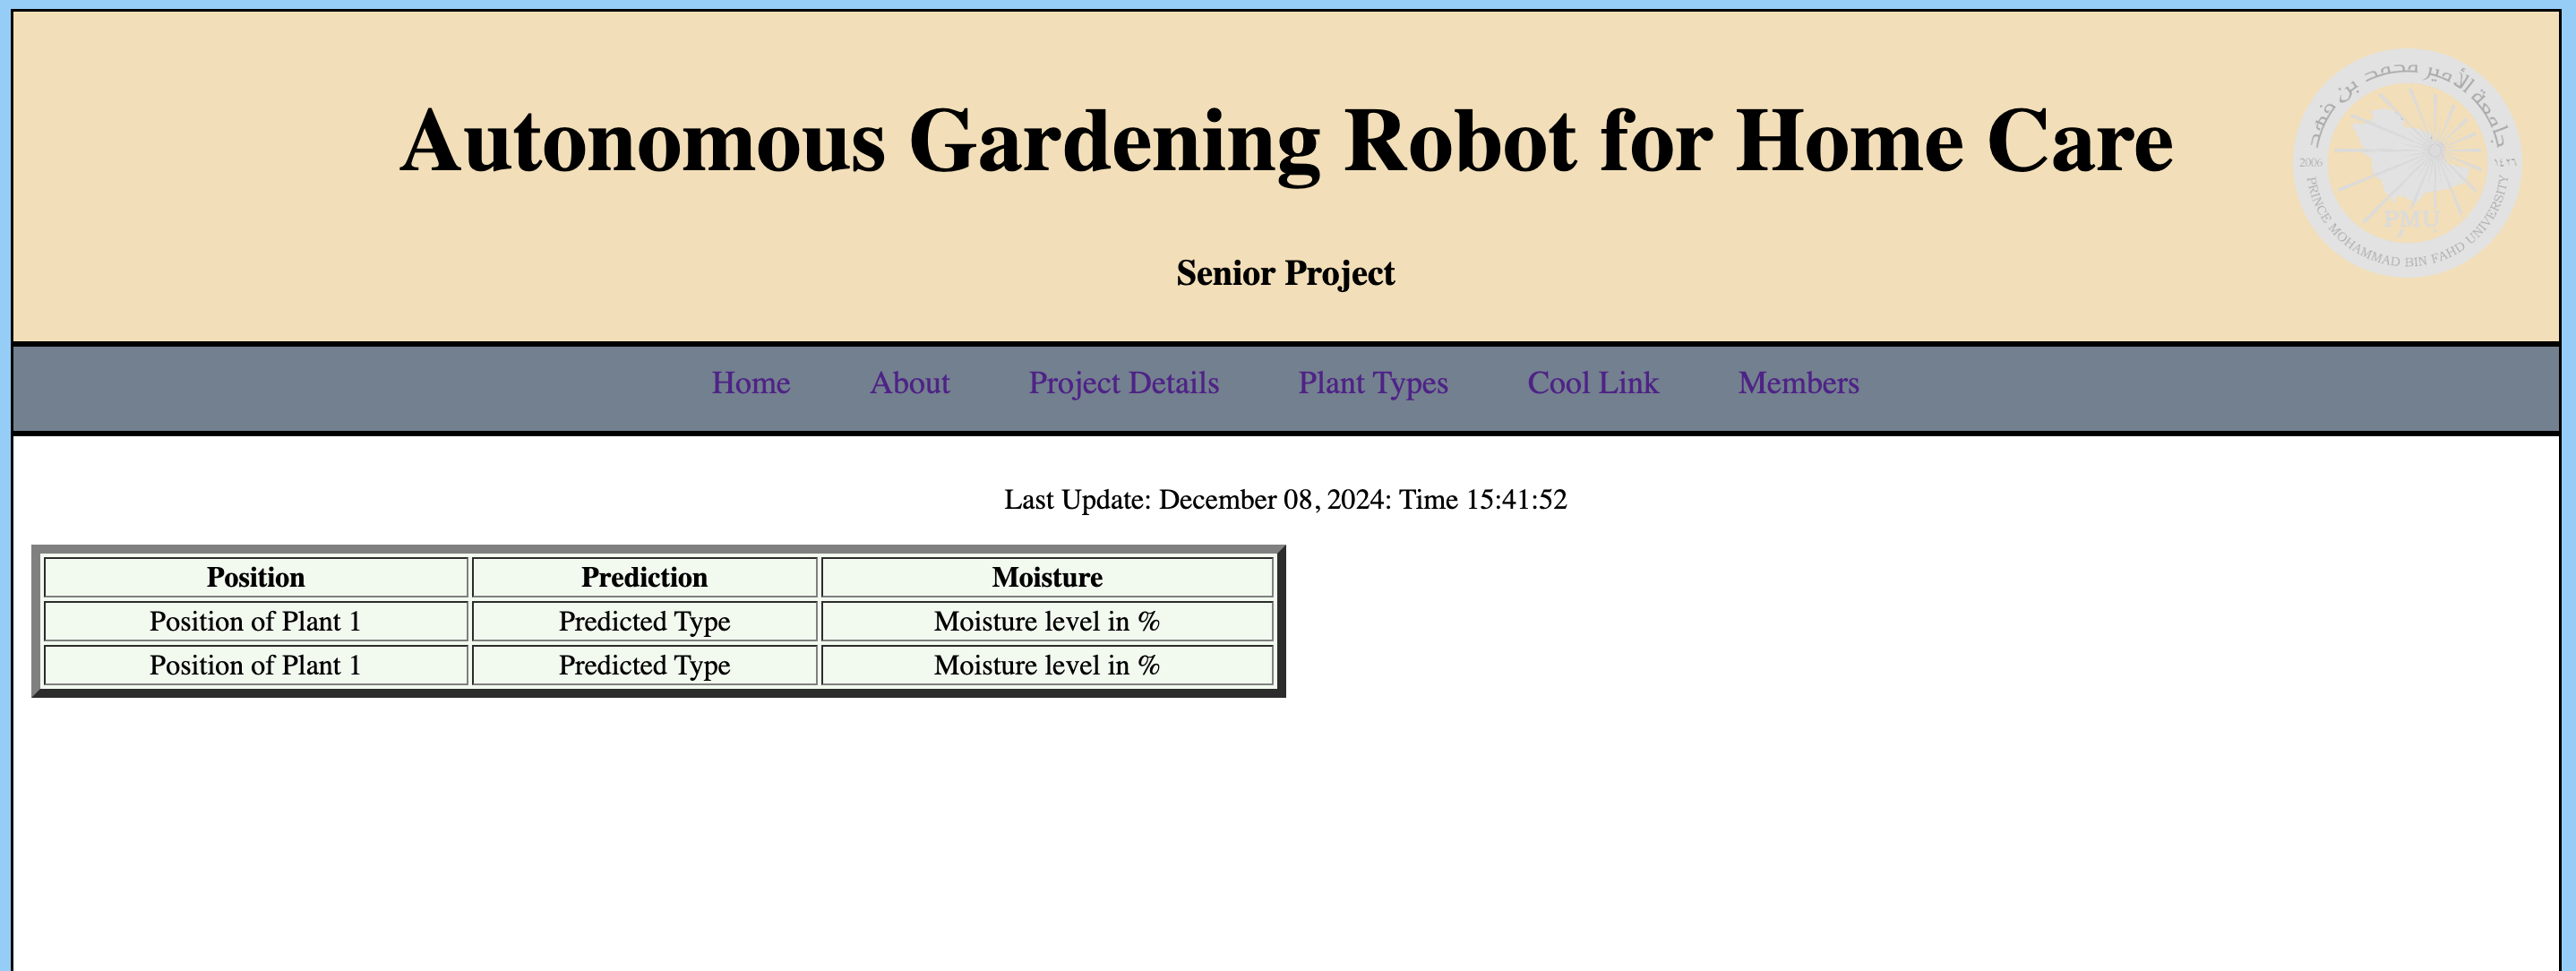 Autonomous Gardening Robot for Home Care
Senior Project
جامعة الأمير محمد بن فهد
2006 ١٤٢٦
PMU
PRINCE MOHAMMAD BIN FAHD UNIVERSITY
Home About Project Details Plant Types Cool Link Members
Last Update: December 08, 2024: Time 15:41:52
Position Prediction Moisture
Position of Plant 1 Predicted Type Moisture level in %
Position of Plant 1 Predicted Type Moisture level in %